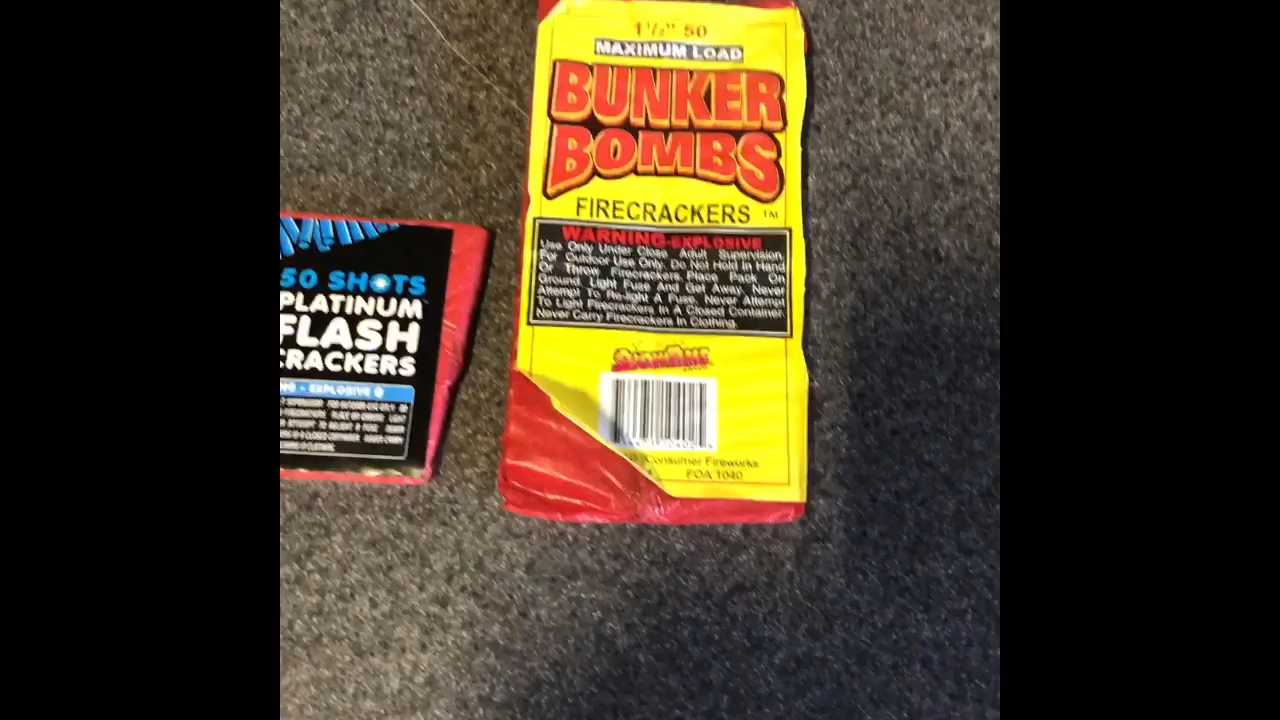 1½" 50
MAXIMUM LOAD
BUNKER
BOMBS
FIRECRACKERS ™
WARNING-EXPLOSIVE
Use Only Under Close Adult Supervision.
For Outdoor Use Only. Do Not Hold In Hand
Or Throw Firecrackers. Place Pack On
Ground. Light Fuse And Get Away. Never
Attempt To Re-light A Fuse. Never Attempt
To Light Firecrackers In A Closed Container.
Never Carry Firecrackers In Clothing.
SHOWTIME
Consumer Fireworks
FOA 1040
50 SHOTS
PLATINUM
FLASH
CRACKERS
NG - EXPLOSIVE